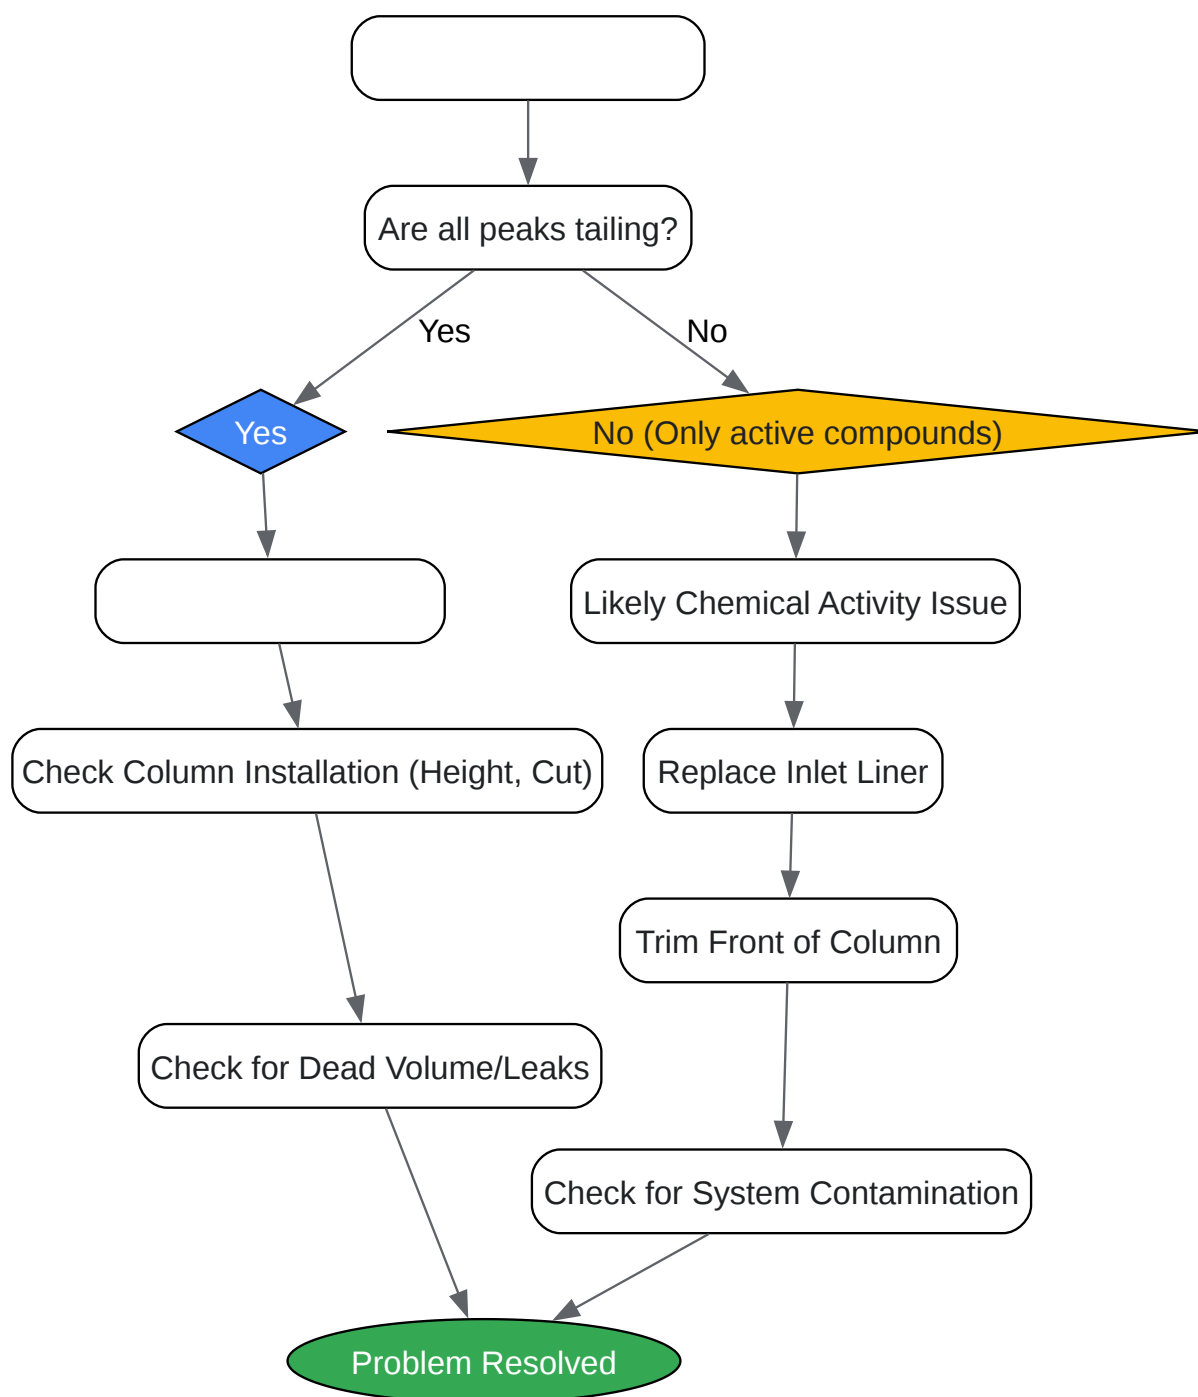 Are all peaks tailing?
Yes
No
Yes
No (Only active compounds)
Likely Chemical Activity Issue
Check Column Installation (Height, Cut)
Replace Inlet Liner
Trim Front of Column
Check for Dead Volume/Leaks
Check for System Contamination
Problem Resolved